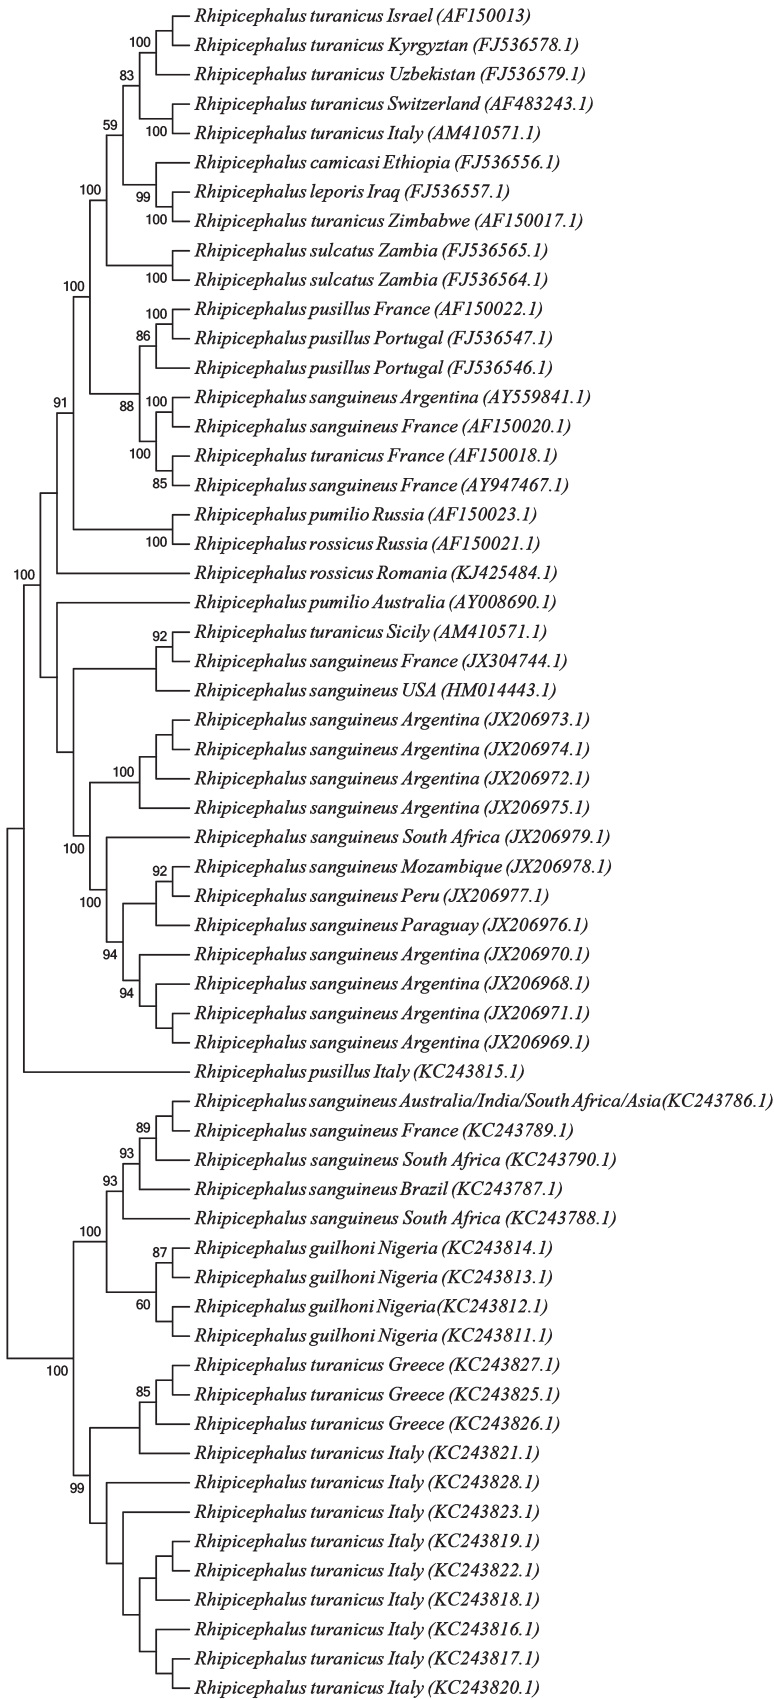 Rhipicephalus turanicus Israel (AF150013)
100
Rhipicephalus turanicus Kyrgyztan (FJ536578.1)
83
Rhipicephalus turanicus Uzbekistan (FJ536579.1)
Rhipicephalus turanicus Switzerland (AF483243.1)
59
100
Rhipicephalus turanicus Italy (AM410571.1)
Rhipicephalus camicasi Ethiopia (FJ536556.1)
100
99
Rhipicephalus leporis Iraq (FJ536557.1)
100
Rhipicephalus turanicus Zimbabwe (AF150017.1)
Rhipicephalus sulcatus Zambia (FJ536565.1)
100
Rhipicephalus sulcatus Zambia (FJ536564.1)
100
Rhipicephalus pusillus France (AF150022.1)
100
86
Rhipicephalus pusillus Portugal (FJ536547.1)
Rhipicephalus pusillus Portugal (FJ536546.1)
91
88
100
Rhipicephalus sanguineus Argentina (AY559841.1)
Rhipicephalus sanguineus France (AF150020.1)
100
Rhipicephalus turanicus France (AF150018.1)
85
Rhipicephalus sanguineus France (AY947467.1)
Rhipicephalus pumilio Russia (AF150023.1)
100
Rhipicephalus rossicus Russia (AF150021.1)
100
Rhipicephalus rossicus Romania (KJ425484.1)
Rhipicephalus pumilio Australia (AY008690.1)
92
Rhipicephalus turanicus Sicily (AM410571.1)
Rhipicephalus sanguineus France (JX304744.1)
Rhipicephalus sanguineus USA (HM014443.1)
Rhipicephalus sanguineus Argentina (JX206973.1)
Rhipicephalus sanguineus Argentina (JX206974.1)
100
Rhipicephalus sanguineus Argentina (JX206972.1)
Rhipicephalus sanguineus Argentina (JX206975.1)
100
Rhipicephalus sanguineus South Africa (JX206979.1)
92
Rhipicephalus sanguineus Mozambique (JX206978.1)
100
Rhipicephalus sanguineus Peru (JX206977.1)
Rhipicephalus sanguineus Paraguay (JX206976.1)
94
Rhipicephalus sanguineus Argentina (JX206970.1)
94
Rhipicephalus sanguineus Argentina (JX206968.1)
Rhipicephalus sanguineus Argentina (JX206971.1)
Rhipicephalus sanguineus Argentina (JX206969.1)
Rhipicephalus pusillus Italy (KC243815.1)
Rhipicephalus sanguineus Australia/India/South Africa/Asia(KC243786.1)
89
Rhipicephalus sanguineus France (KC243789.1)
93
Rhipicephalus sanguineus South Africa (KC243790.1)
93
Rhipicephalus sanguineus Brazil (KC243787.1)
Rhipicephalus sanguineus South Africa (KC243788.1)
100
87
Rhipicephalus guilhoni Nigeria (KC243814.1)
Rhipicephalus guilhoni Nigeria (KC243813.1)
60
Rhipicephalus guilhoni Nigeria(KC243812.1)
Rhipicephalus guilhoni Nigeria (KC243811.1)
100
Rhipicephalus turanicus Greece (KC243827.1)
85
Rhipicephalus turanicus Greece (KC243825.1)
Rhipicephalus turanicus Greece (KC243826.1)
Rhipicephalus turanicus Italy (KC243821.1)
99
Rhipicephalus turanicus Italy (KC243828.1)
Rhipicephalus turanicus Italy (KC243823.1)
Rhipicephalus turanicus Italy (KC243819.1)
Rhipicephalus turanicus Italy (KC243822.1)
Rhipicephalus turanicus Italy (KC243818.1)
Rhipicephalus turanicus Italy (KC243816.1)
Rhipicephalus turanicus Italy (KC243817.1)
Rhipicephalus turanicus Italy (KC243820.1)